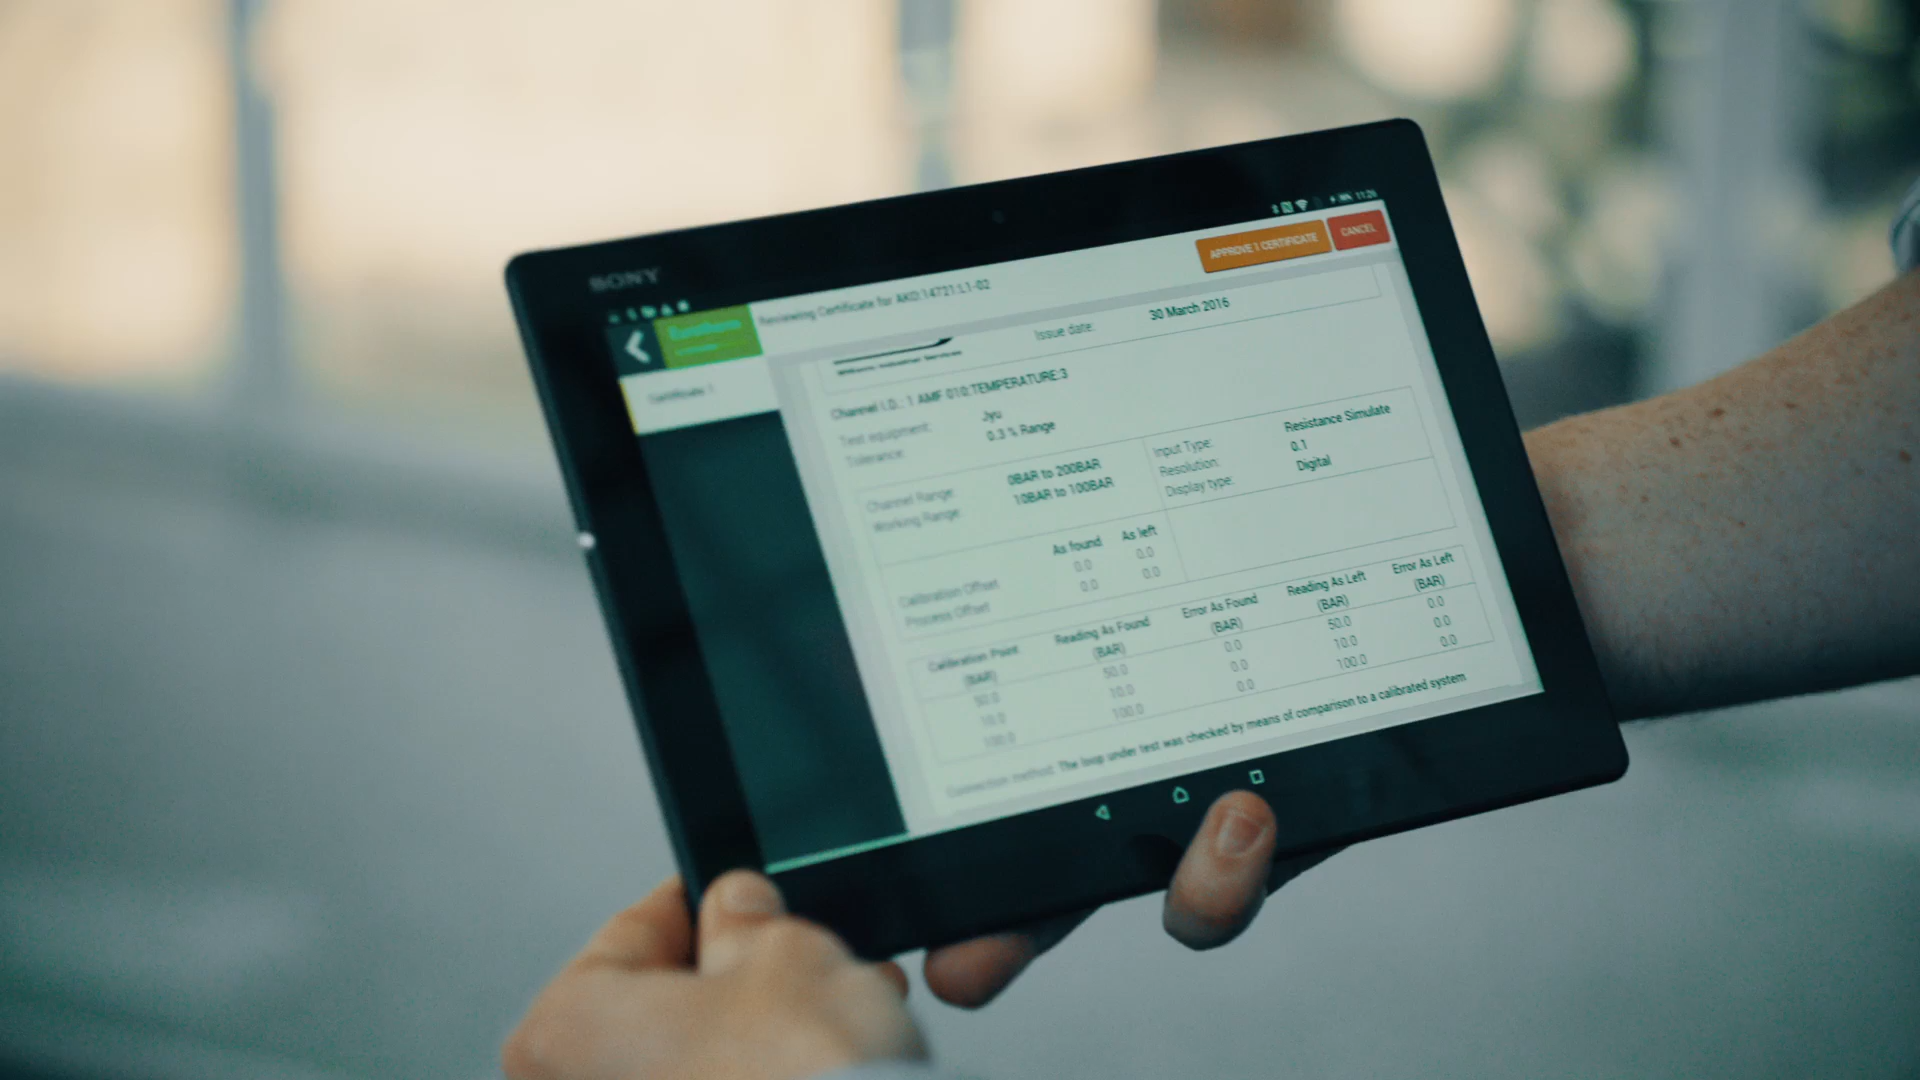 SONY
11:26
Reviewing Certificate for AKO:14721:L1-02
APPROVE 1 CERTIFICATE
CANCEL
Eurotherm
Certificate 1
Issue date: 30 March 2016
Channel I.D.: 1 AMF 010:TEMPERATURE:3
Test equipment: Jyu
Tolerance: 0.3 % Range
Channel Range: 0BAR to 200BAR
Working Range: 10BAR to 100BAR
Input Type: Resistance Simulate
Resolution: 0.1
Display type: Digital
As found As left
Calibration Offset 0.0 0.0
Process Offset 0.0 0.0
Calibration Point (BAR) Reading As Found (BAR) Error As Found (BAR) Reading As Left (BAR) Error As Left (BAR)
50.0 50.0 0.0 50.0 0.0
10.0 10.0 0.0 10.0 0.0
100.0 100.0 0.0 100.0 0.0
Connection method: The loop under test was checked by means of comparison to a calibrated system